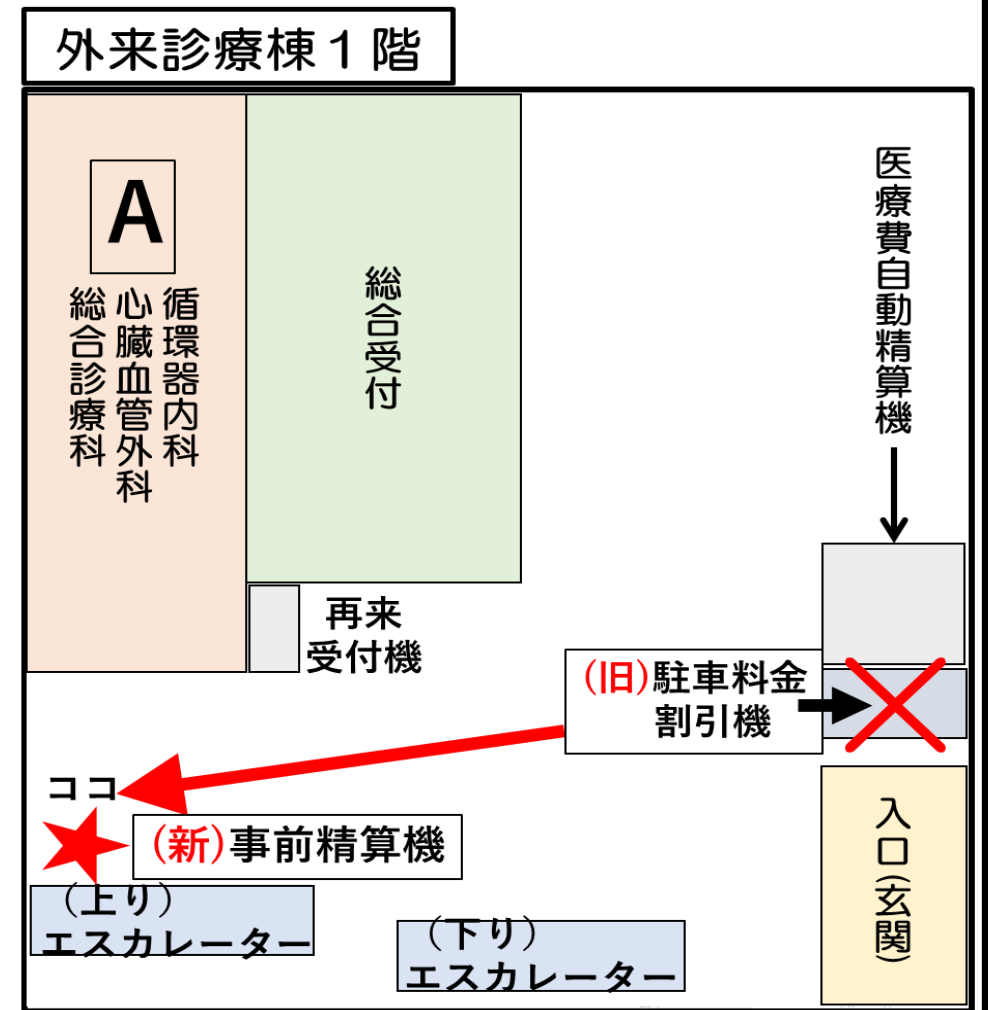 外来診療棟１階
A
循環器内科
心臓血管外科
総合診療科
総合受付
医療費自動精算機
再来
受付機
(旧)駐車料金
割引機
ココ
(新)事前精算機
（上り）
エスカレーター
（下り）
エスカレーター
入口(玄関)